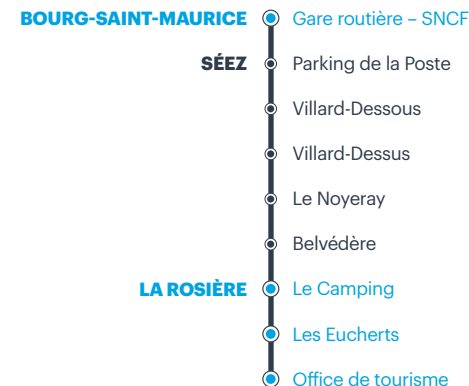 BOURG-SAINT-MAURICE Gare routière – SNCF
SÉEZ Parking de la Poste
Villard-Dessous
Villard-Dessus
Le Noyeray
Belvédère
LA ROSIÈRE Le Camping
Les Eucherts
Office de tourisme